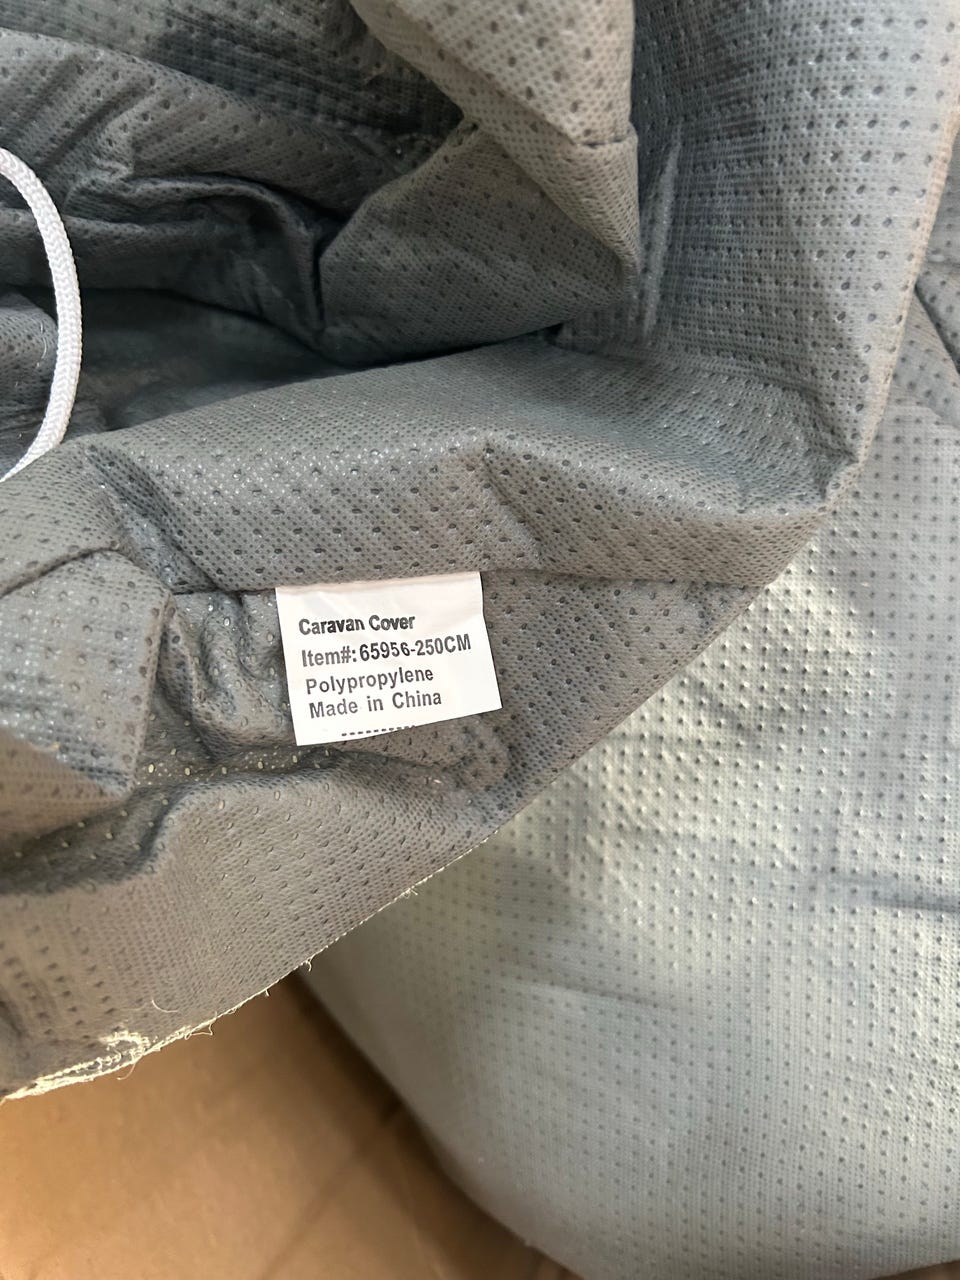 Caravan Cover
Item#: 65956-250CM
Polypropylene
Made in China